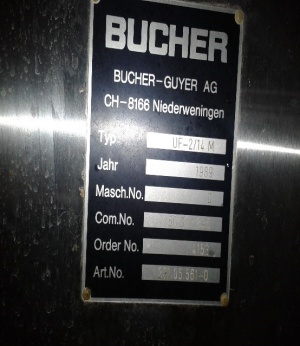 BUCHER
BUCHER-GUYER AG
CH-8166 Niederweningen
Typ UF-2/14 M
Jahr 1989
Masch.No.
Com.No.
Order No.
Art.No.